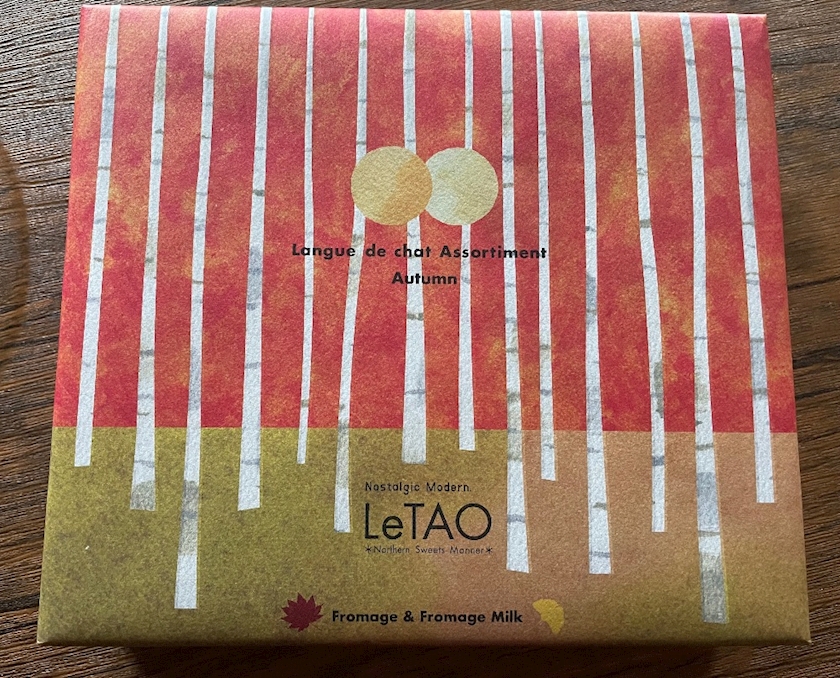 Langue de chat Assortiment
Autumn
Nostalgic Modern.
LeTAO
*Northern Sweets Manner*
Fromage & Fromage Milk